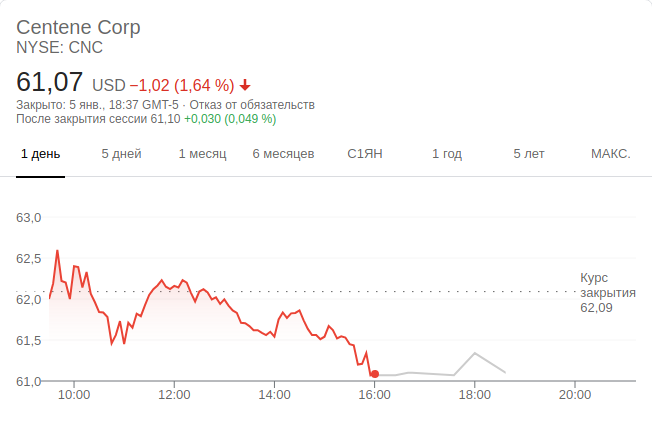 Centene Corp
NYSE: CNC
61,07 USD −1,02 (1,64 %)
Закрыто: 5 янв., 18:37 GMT-5 · Отказ от обязательств
После закрытия сессии 61,10 +0,030 (0,049 %)
1 день 5 дней 1 месяц 6 месяцев С1ЯН 1 год 5 лет МАКС.
63,0
62,5
62,0
61,5
61,0
Курс
закрытия
62,09
10:00 12:00 14:00 16:00 18:00 20:00